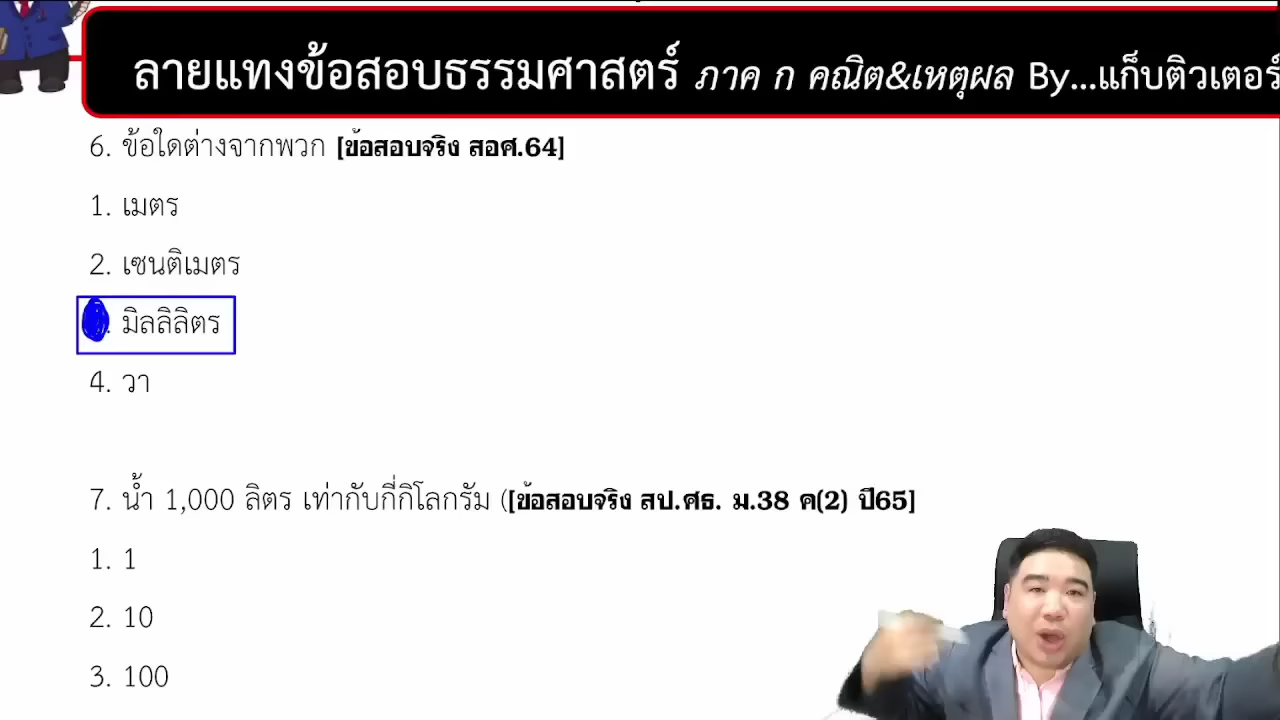 ลายแทงข้อสอบธรรมศาสตร์ ภาค ก คณิต&เหตุผล By...แก็บติวเตอร์
6. ข้อใดต่างจากพวก [ข้อสอบจริง สอศ.64]
1. เมตร
2. เซนติเมตร
. มิลลิลิตร
4. วา
7. น้ำ 1,000 ลิตร เท่ากับกี่กิโลกรัม ([ข้อสอบจริง สป.ศธ. ม.38 ค(2) ปี65]
1. 1
2. 10
3. 100